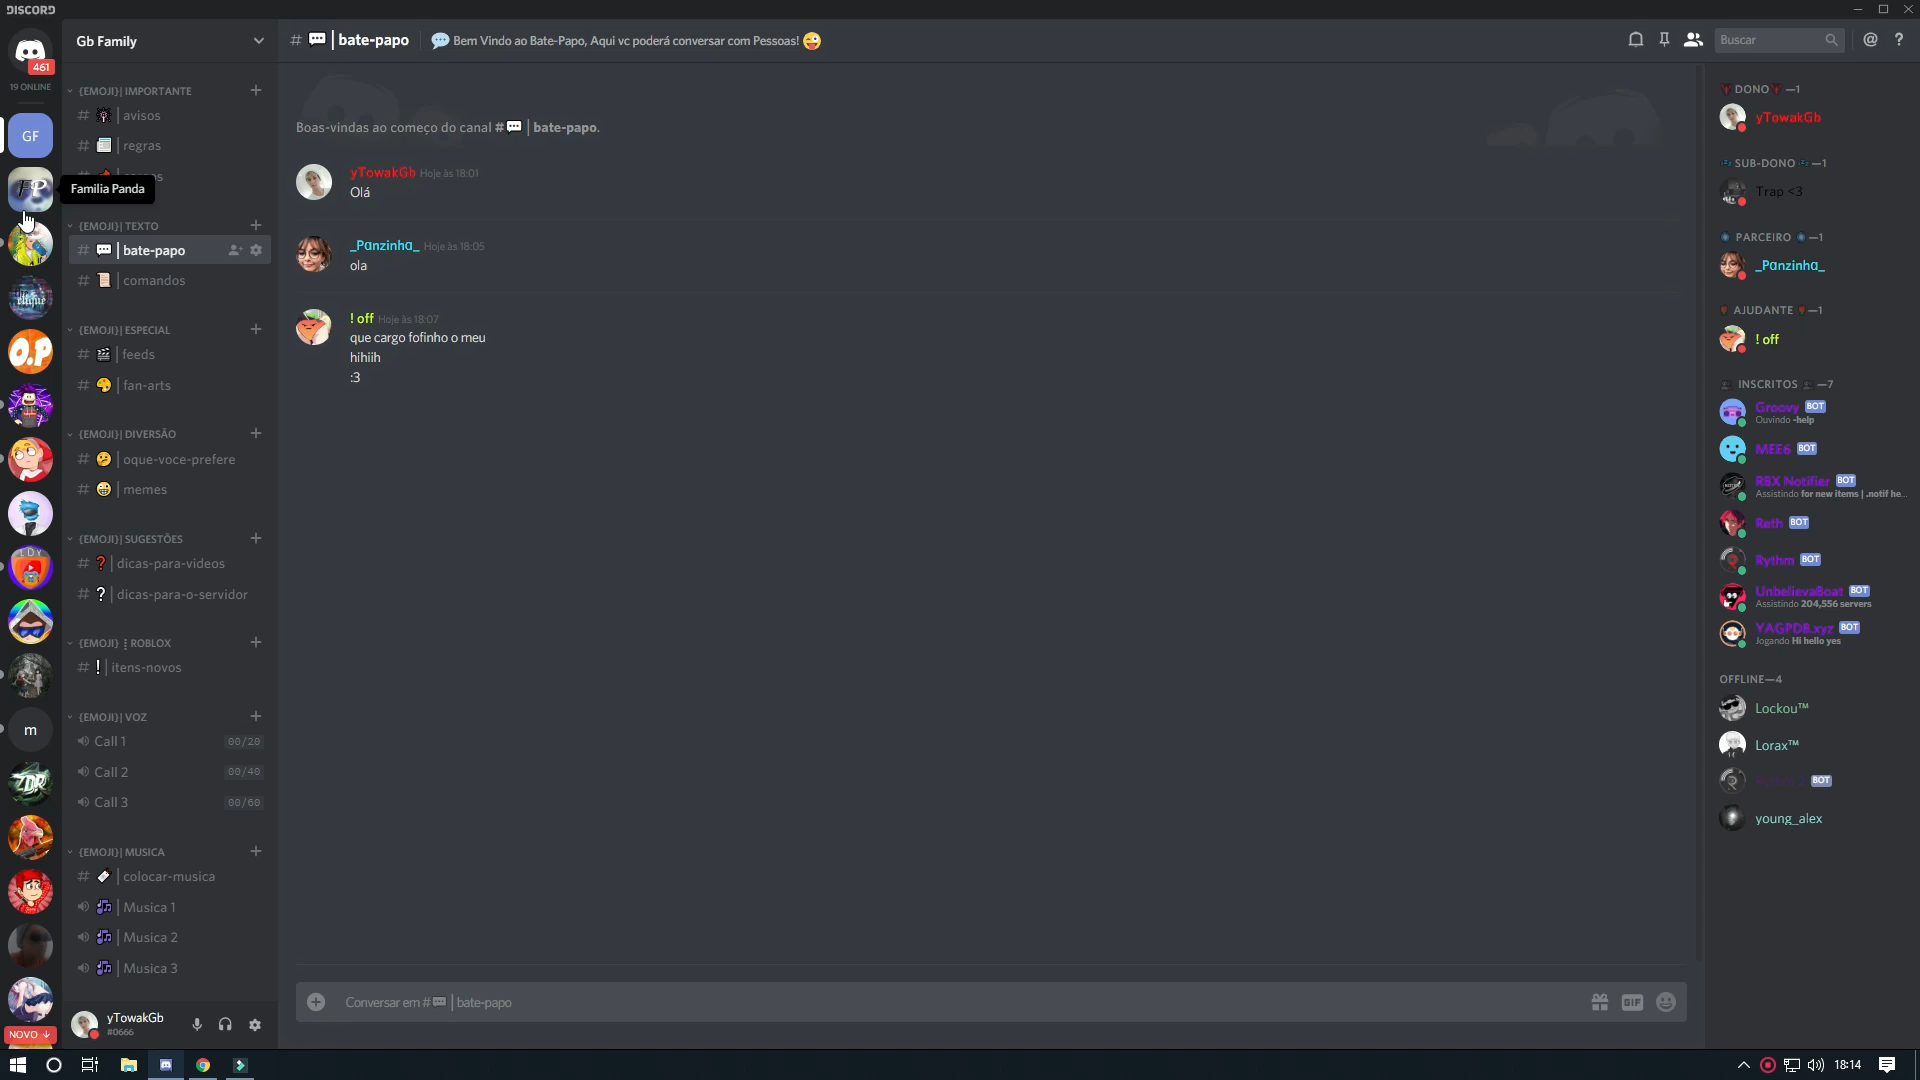 DISCORD
461
19 ONLINE
GF
Familia Panda
O.P
m
ZDR
NOVO
Gb Family
{EMOJI}| IMPORTANTE
# | avisos
# | regras
{EMOJI}| TEXTO
# 💬 | bate-papo
# 📜 | comandos
{EMOJI}| ESPECIAL
# 🎬 | feeds
# 🎨 | fan-arts
{EMOJI}| DIVERSÃO
# 🤔 | oque-voce-prefere
# 😀 | memes
{EMOJI}| SUGESTÕES
# ❓ | dicas-para-videos
# ❔ | dicas-para-o-servidor
{EMOJI} ┋ROBLOX
# ❕ | itens-novos
{EMOJI}| VOZ
Call 1 00/20
Call 2 00/40
Call 3 00/60
{EMOJI}| MUSICA
# | colocar-musica
🎶 | Musica 1
🎶 | Musica 2
🎶 | Musica 3
yTowakGb
#0666
# 💬 | bate-papo
💬 Bem Vindo ao Bate-Papo, Aqui vc poderá conversar com Pessoas! 😜
Buscar
Boas-vindas ao começo do canal #💬 | bate-papo.
yTowakGb Hoje às 18:01
Olá
_Panzinha_ Hoje às 18:05
ola
! off Hoje às 18:07
que cargo fofinho o meu
hihiih
:3
Conversar em #💬 | bate-papo
GIF
DONO —1
yTowakGb
SUB-DONO —1
Trap <3
PARCEIRO —1
_Panzinha_
AJUDANTE —1
! off
INSCRITOS —7
Groovy BOT
Ouvindo -help
MEE6 BOT
RBX Notifier BOT
Assistindo for new items | .notif he...
Reth BOT
Rythm BOT
UnbelievaBoat BOT
Assistindo 204,556 servers
YAGPDB.xyz BOT
Jogando Hi hello yes
OFFLINE—4
Lockou™
Lorax™
BOT
young_alex
18:14